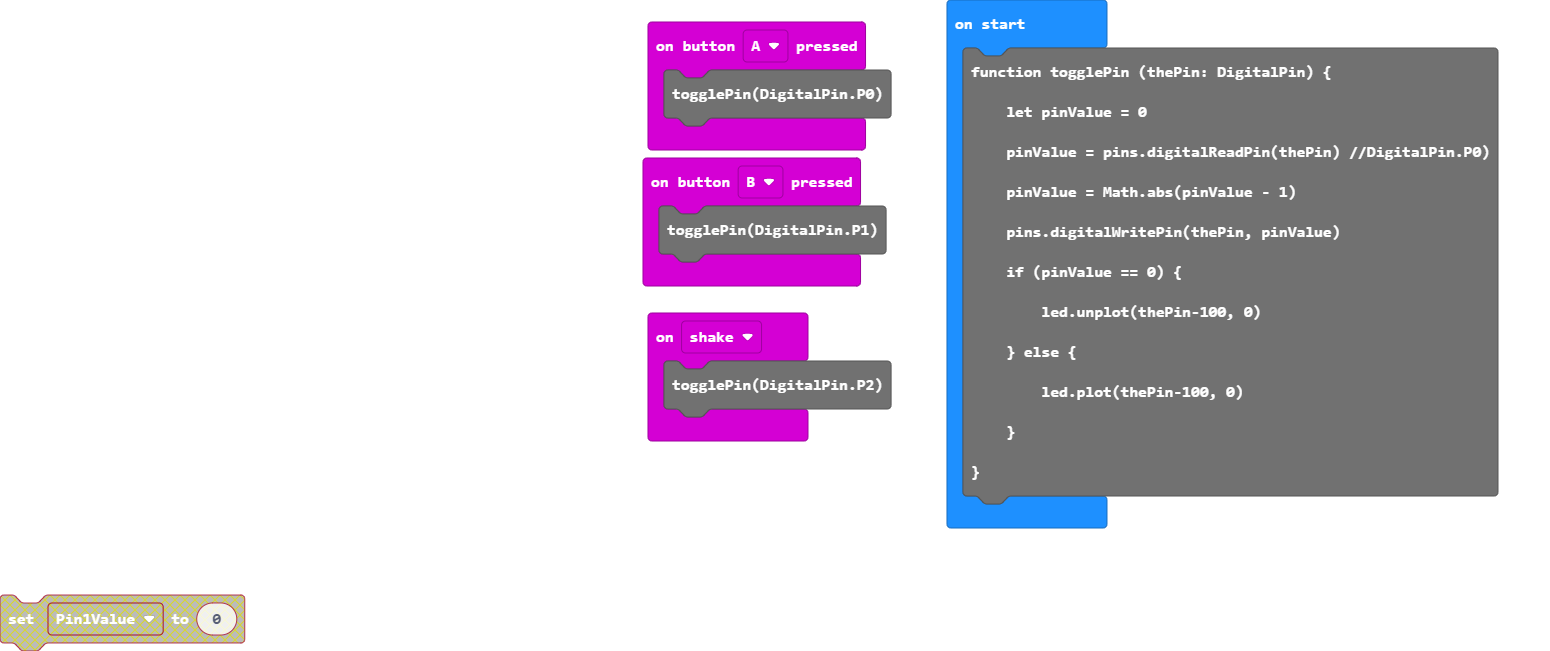 on button A pressed
togglePin(DigitalPin.P0)
on button B pressed
togglePin(DigitalPin.P1)
on shake
togglePin(DigitalPin.P2)
on start
function togglePin (thePin: DigitalPin) {
let pinValue = 0
pinValue = pins.digitalReadPin(thePin) //DigitalPin.P0)
pinValue = Math.abs(pinValue - 1)
pins.digitalWritePin(thePin, pinValue)
if (pinValue == 0) {
led.unplot(thePin-100, 0)
} else {
led.plot(thePin-100, 0)
}
}
set Pin1Value to 0